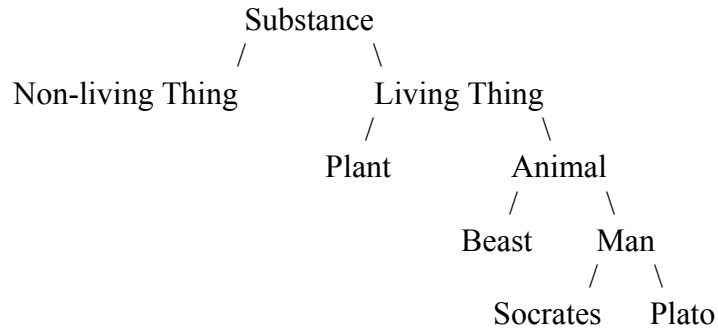 Substance
Non-living Thing Living Thing
Plant Animal
Beast Man
Socrates Plato